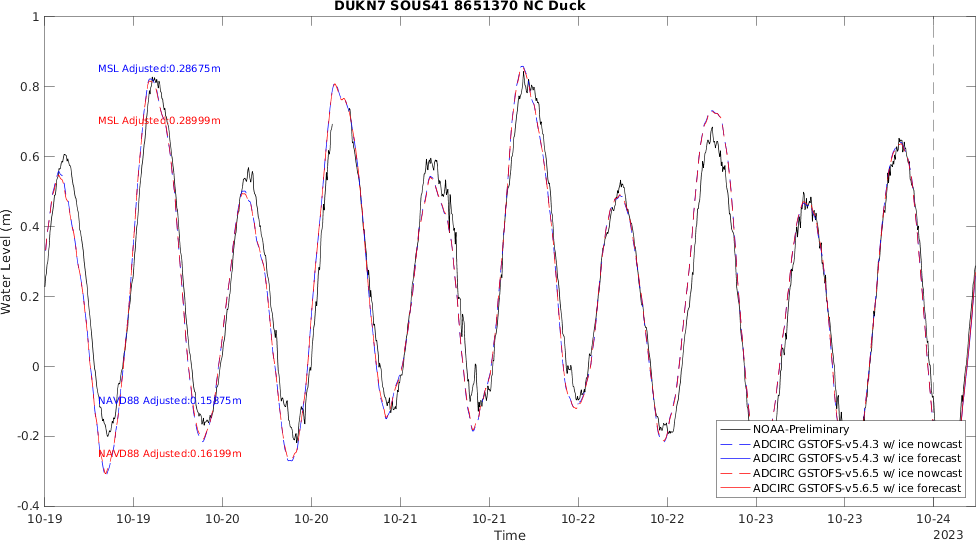 DUKN7 SOUS41 8651370 NC Duck
1
0.8
0.6
0.4
0.2
0
-0.2
-0.4
Water Level (m)
MSL Adjusted:0.28675m
MSL Adjusted:0.28999m
NAVD88 Adjusted:0.15875m
NAVD88 Adjusted:0.16199m
NOAA-Preliminary
ADCIRC GSTOFS-v5.4.3 w/ ice nowcast
ADCIRC GSTOFS-v5.4.3 w/ ice forecast
ADCIRC GSTOFS-v5.6.5 w/ ice nowcast
ADCIRC GSTOFS-v5.6.5 w/ ice forecast
10-19 10-19 10-20 10-20 10-21 10-21 10-22 10-22 10-23 10-23 10-24
Time
2023